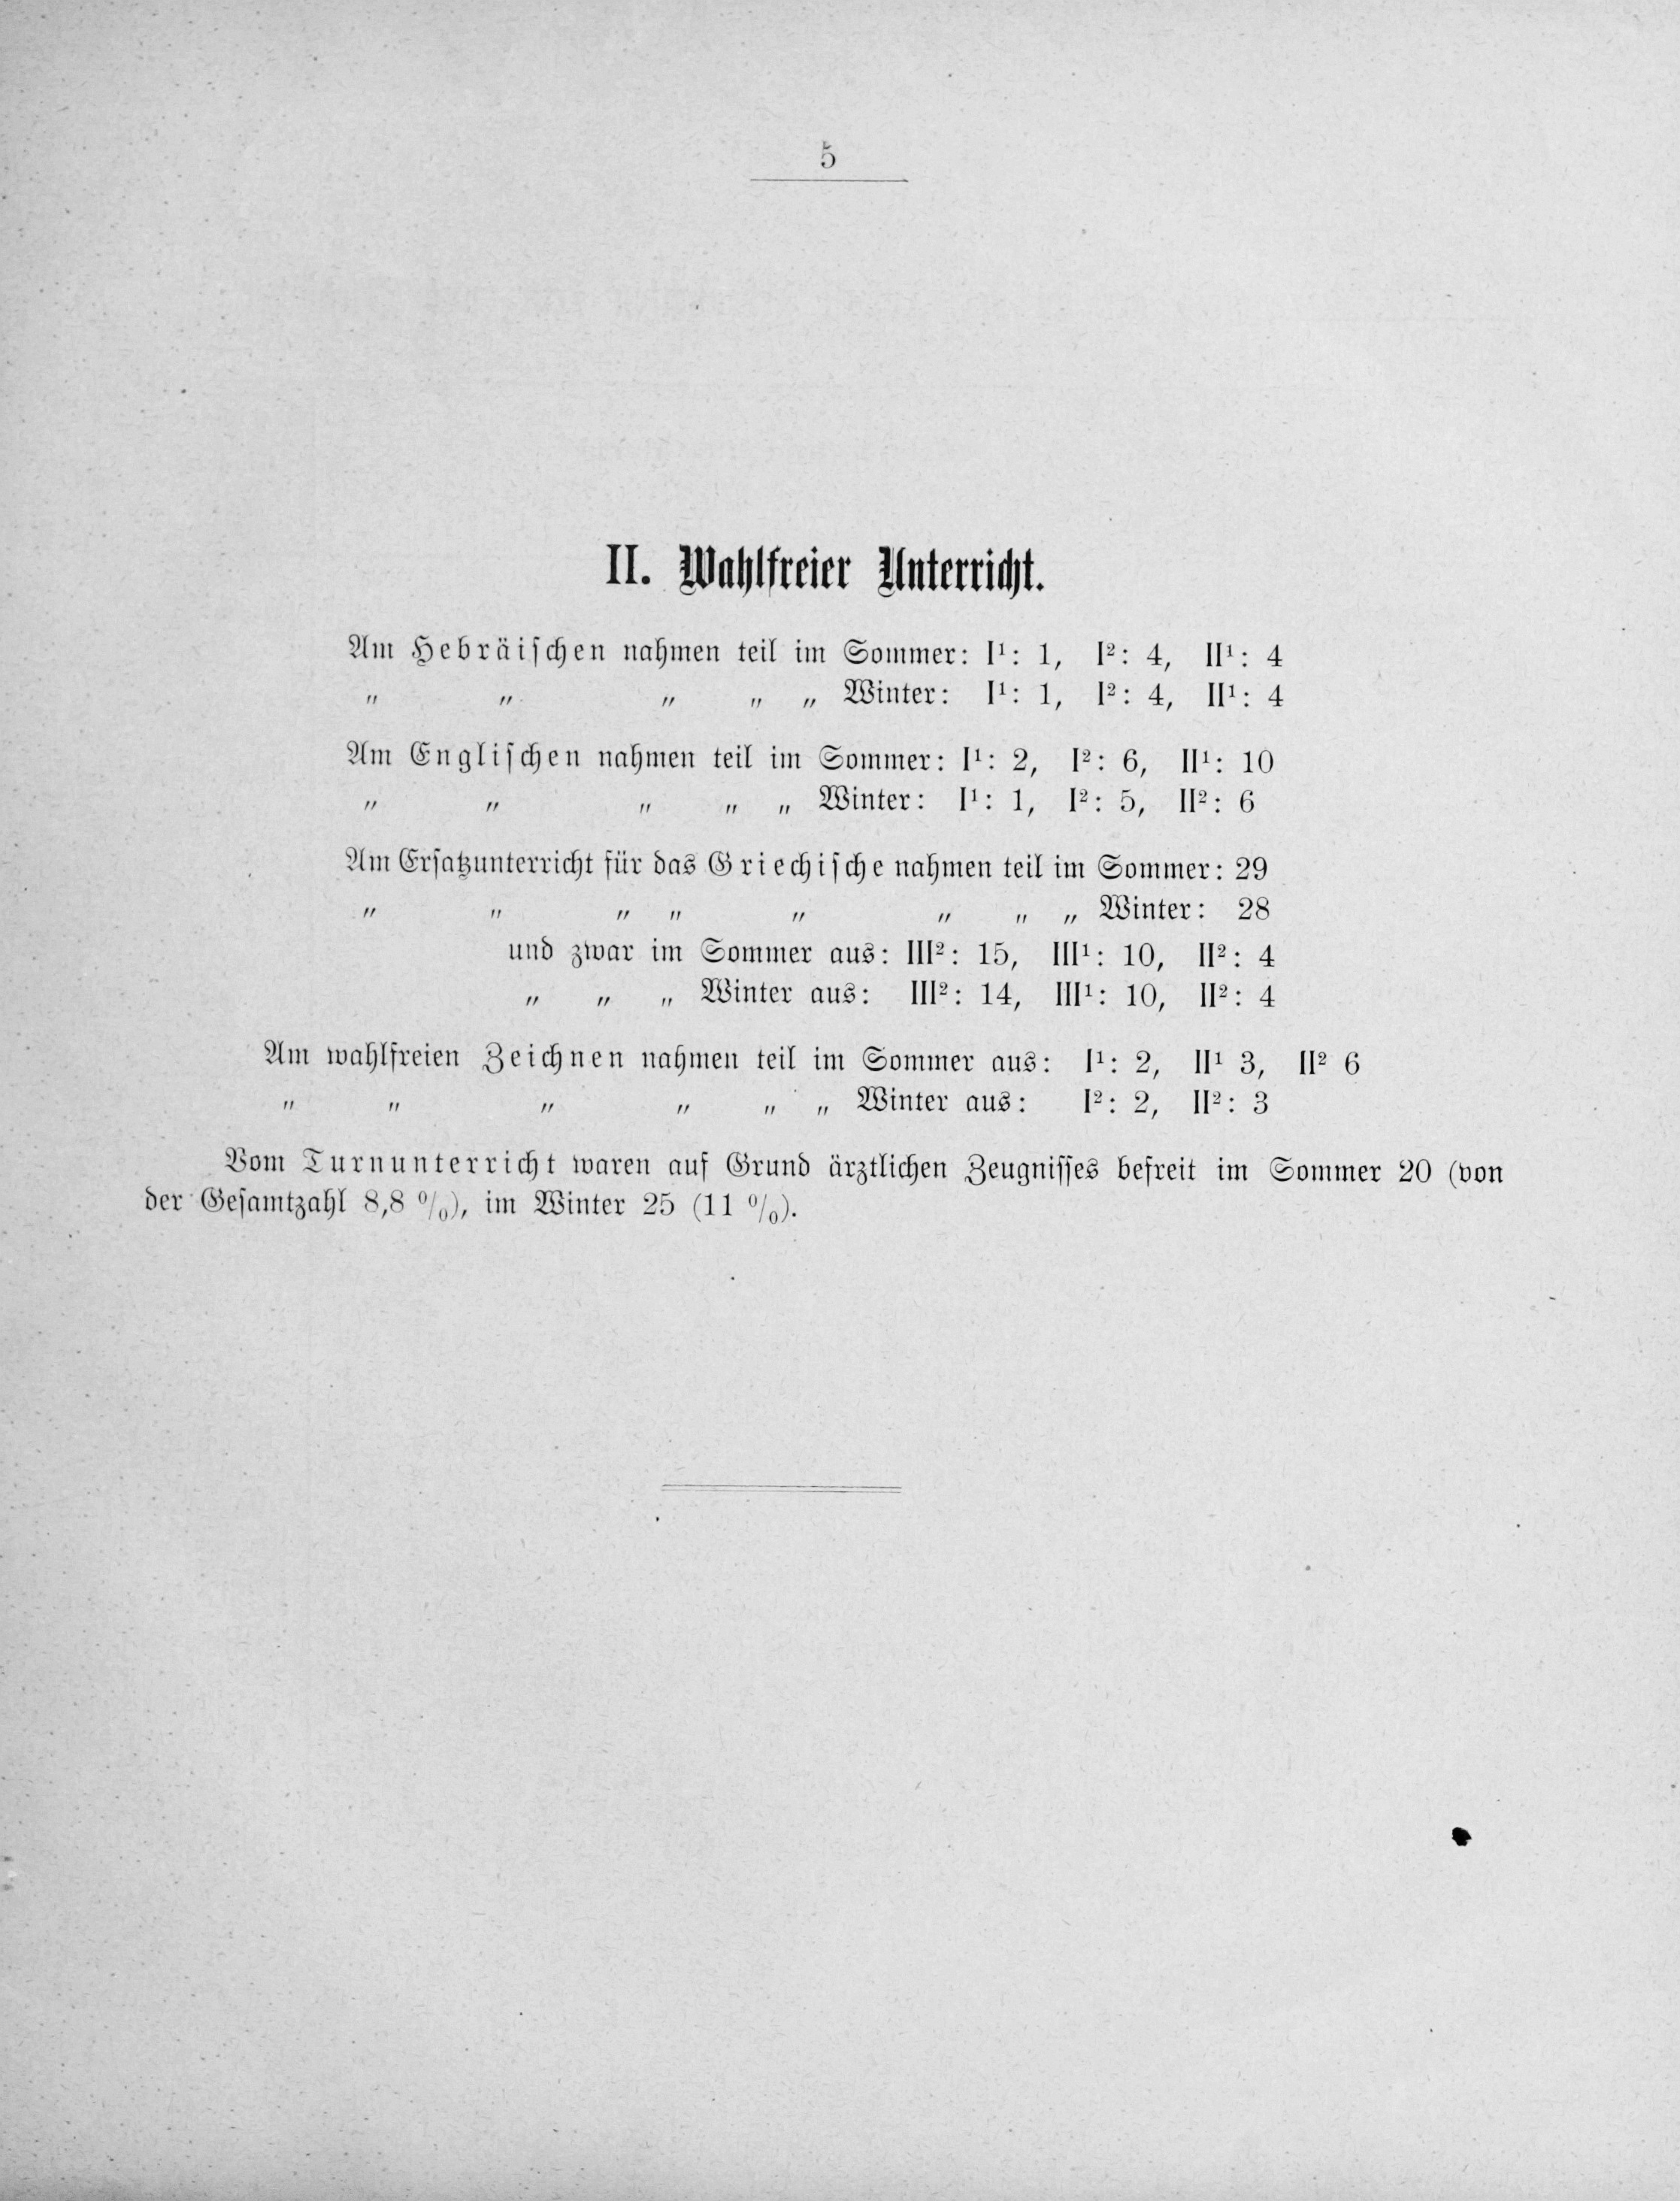 5
II. Wahlfreier Unterricht.
Am Hebräischen nahmen teil im Sommer: I¹: 1, I²: 4, II¹: 4
" " " " " Winter: I¹: 1, I²: 4, II¹: 4
Am Englischen nahmen teil im Sommer: I¹: 2, I²: 6, II¹: 10
" " " " " Winter: I¹: 1, I²: 5, II²: 6
Am Ersatzunterricht für das Griechische nahmen teil im Sommer: 29
" " " " " " " " Winter: 28
und zwar im Sommer aus: III²: 15, III¹: 10, II²: 4
" " " Winter aus: III²: 14, III¹: 10, II²: 4
Am wahlfreien Zeichnen nahmen teil im Sommer aus: I¹: 2, II¹ 3, II² 6
" " " " " " Winter aus: I²: 2, II²: 3
Vom Turnunterricht waren auf Grund ärztlichen Zeugnisses befreit im Sommer 20 (von
der Gesamtzahl 8,8 %), im Winter 25 (11 %).